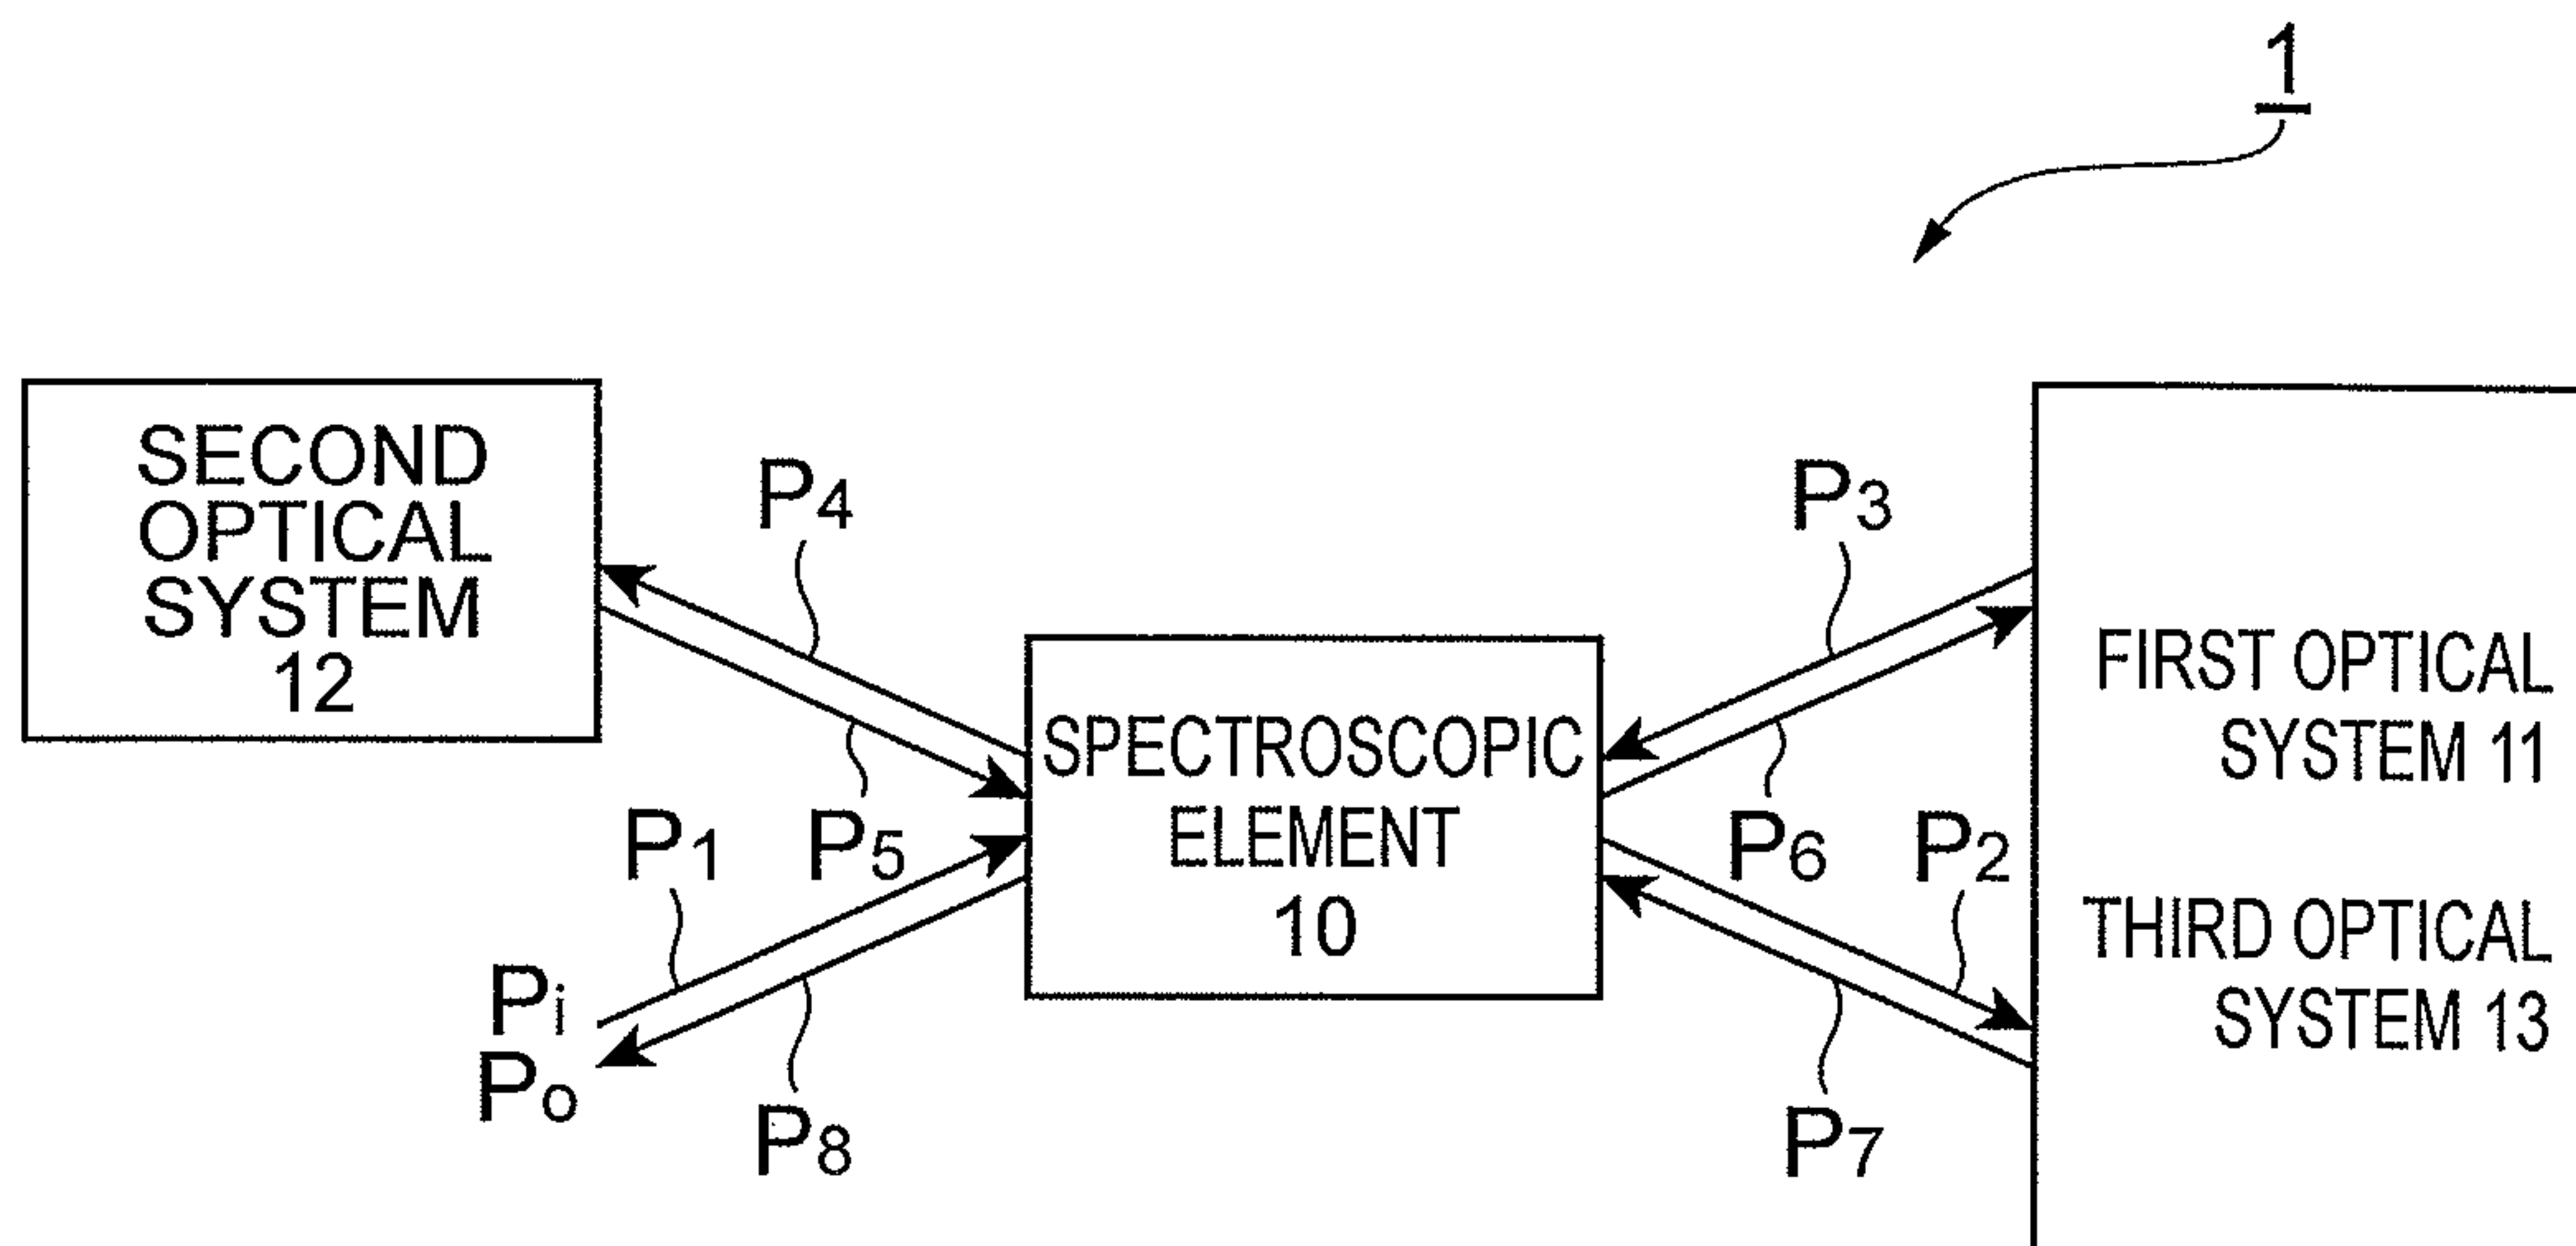 1
SECOND
OPTICAL
SYSTEM
12
P4
P3
SPECTROSCOPIC
ELEMENT
10
FIRST OPTICAL
SYSTEM 11
THIRD OPTICAL
SYSTEM 13
P1
P5
P6
P2
Pi
Po
P8
P7